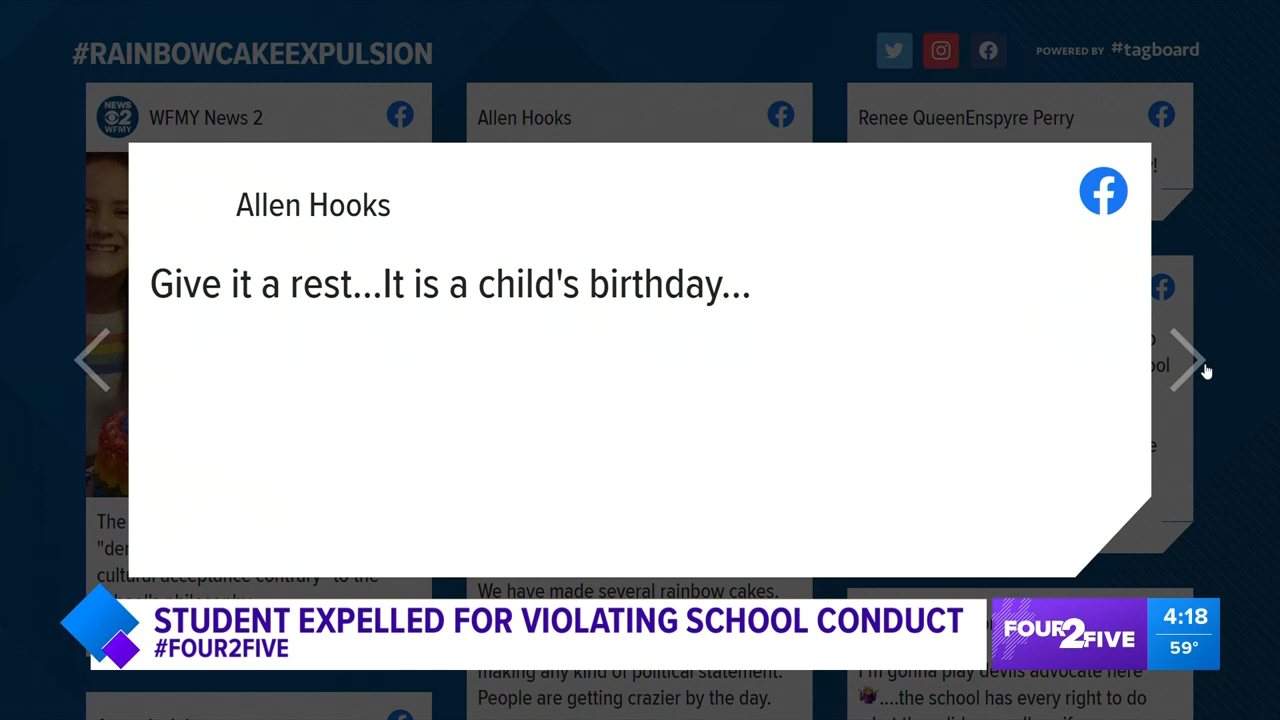 #RAINBOWCAKEEXPULSION
POWERED BY #tagboard
NEWS 2 WFMY
WFMY News 2
Allen Hooks
Renee QueenEnspyre Perry
Allen Hooks
Give it a rest...It is a child's birthday...
The
cultural acceptance contrary" to the
We have made several rainbow cakes.
making any kind of political statement.
People are getting crazier by the day.
I'm gonna play devils advocate here
....the school has every right to do
STUDENT EXPELLED FOR VIOLATING SCHOOL CONDUCT
#FOUR2FIVE
FOUR2FIVE
4:18
59°